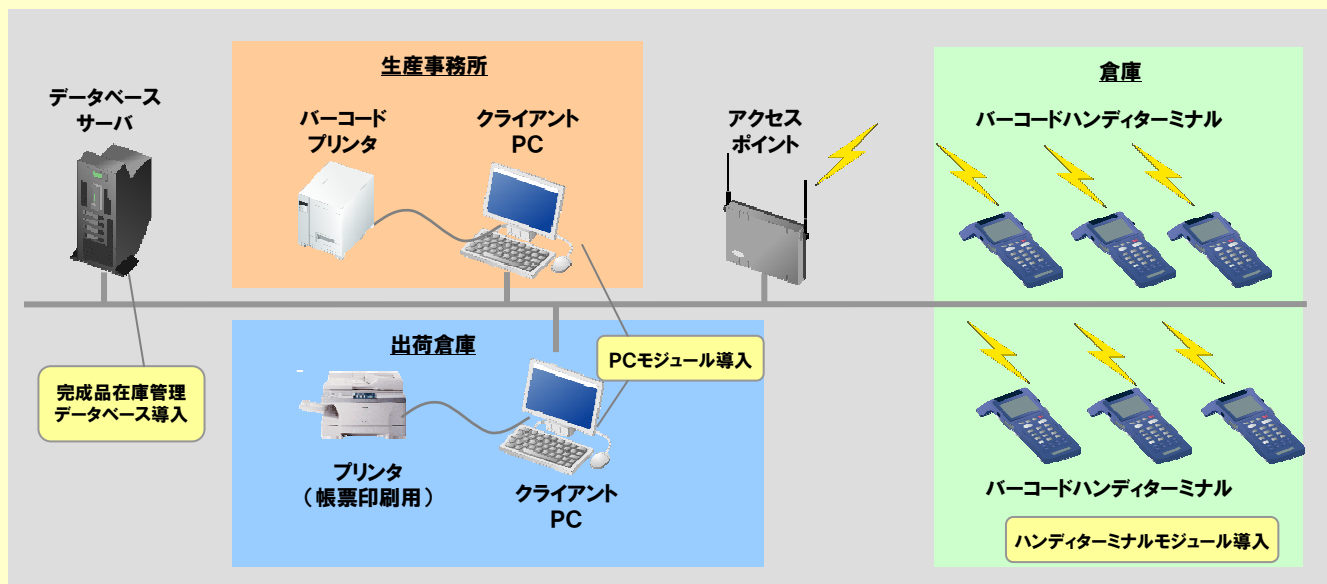 データベース
サーバ
完成品在庫管理
データベース導入
生産事務所
バーコード
プリンタ
クライアント
PC
出荷倉庫
プリンタ
(帳票印刷用)
クライアント
PC
PCモジュール導入
アクセス
ポイント
倉庫
バーコードハンディターミナル
バーコードハンディターミナル
ハンディターミナルモジュール導入